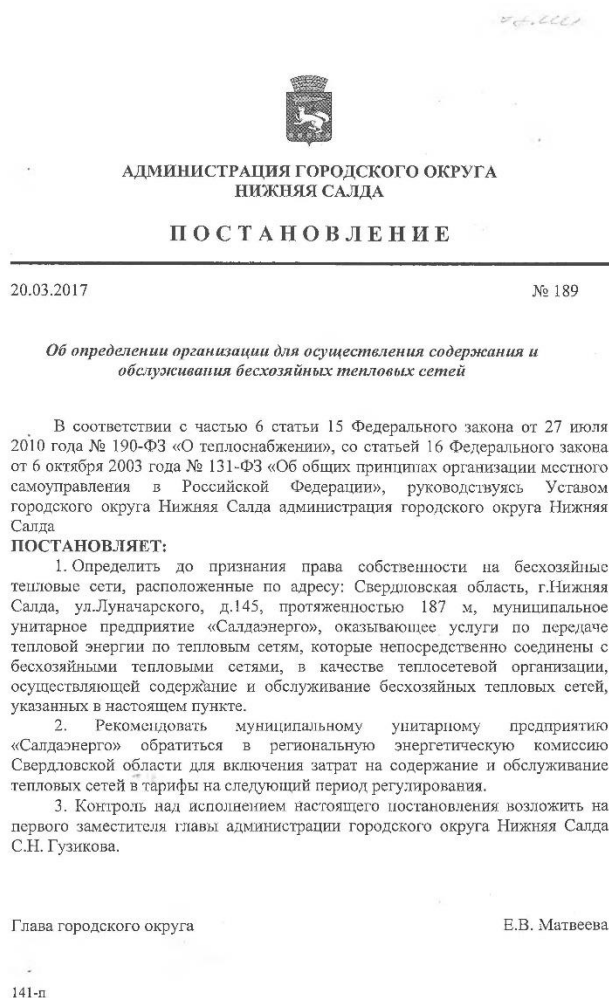 АДМИНИСТРАЦИЯ ГОРОДСКОГО ОКРУГА
НИЖНЯЯ САЛДА
ПОСТАНОВЛЕНИЕ
20.03.2017 № 189
Об определении организации для осуществления содержания и
обслуживания бесхозяйных тепловых сетей
В соответствии с частью 6 статьи 15 Федерального закона от 27 июля
2010 года № 190-ФЗ «О теплоснабжении», со статьей 16 Федерального закона
от 6 октября 2003 года № 131-ФЗ «Об общих принципах организации местного
самоуправления в Российской Федерации», руководствуясь Уставом
городского округа Нижняя Салда администрация городского округа Нижняя
Салда
ПОСТАНОВЛЯЕТ:
1. Определить до признания права собственности на бесхозяйные
тепловые сети, расположенные по адресу: Свердловская область, г.Нижняя
Салда, ул.Луначарского, д.145, протяженностью 187 м, муниципальное
унитарное предприятие «Салдаэнерго», оказывающее услуги по передаче
тепловой энергии по тепловым сетям, которые непосредственно соединены с
бесхозяйными тепловыми сетями, в качестве теплосетевой организации,
осуществляющей содержание и обслуживание бесхозяйных тепловых сетей,
указанных в настоящем пункте.
2. Рекомендовать муниципальному унитарному предприятию
«Салдаэнерго» обратиться в региональную энергетическую комиссию
Свердловской области для включения затрат на содержание и обслуживание
тепловых сетей в тарифы на следующий период регулирования.
3. Контроль над исполнением настоящего постановления возложить на
первого заместителя главы администрации городского округа Нижняя Салда
С.Н. Гузикова.
Глава городского округа Е.В. Матвеева
141-п